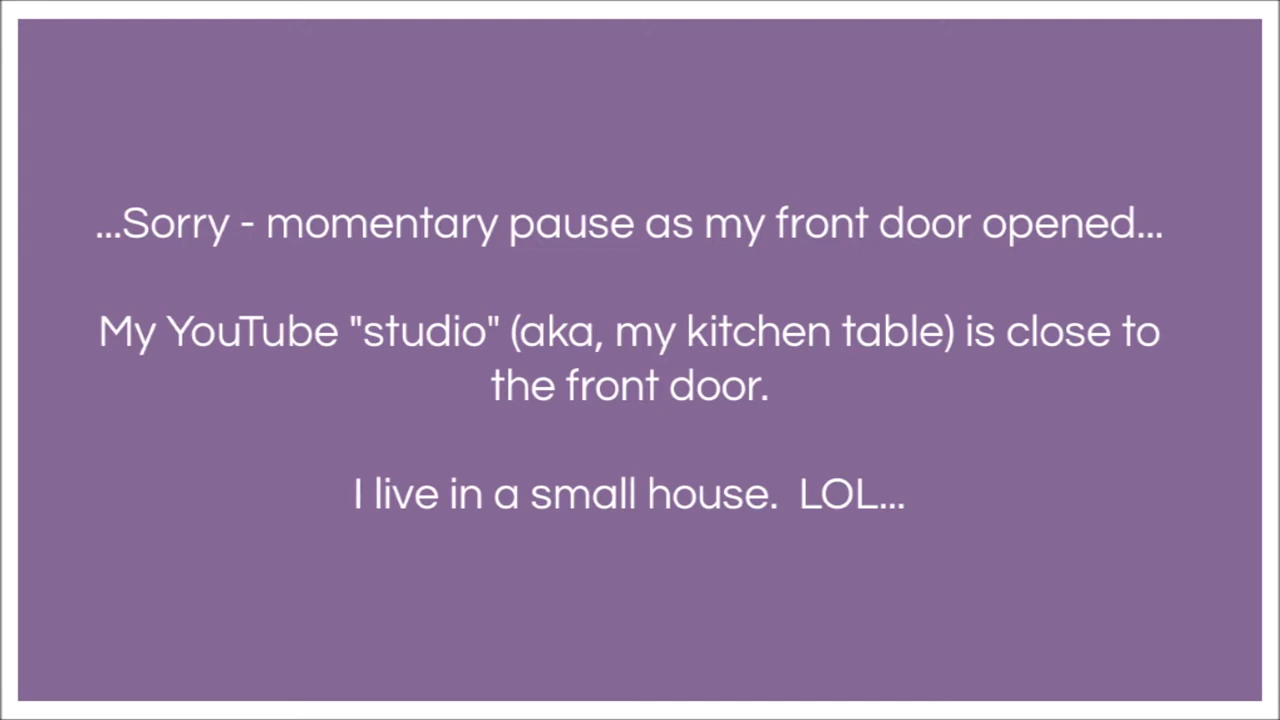 ...Sorry - momentary pause as my front door opened...
My YouTube "studio" (aka, my kitchen table) is close to
the front door.
I live in a small house.  LOL...